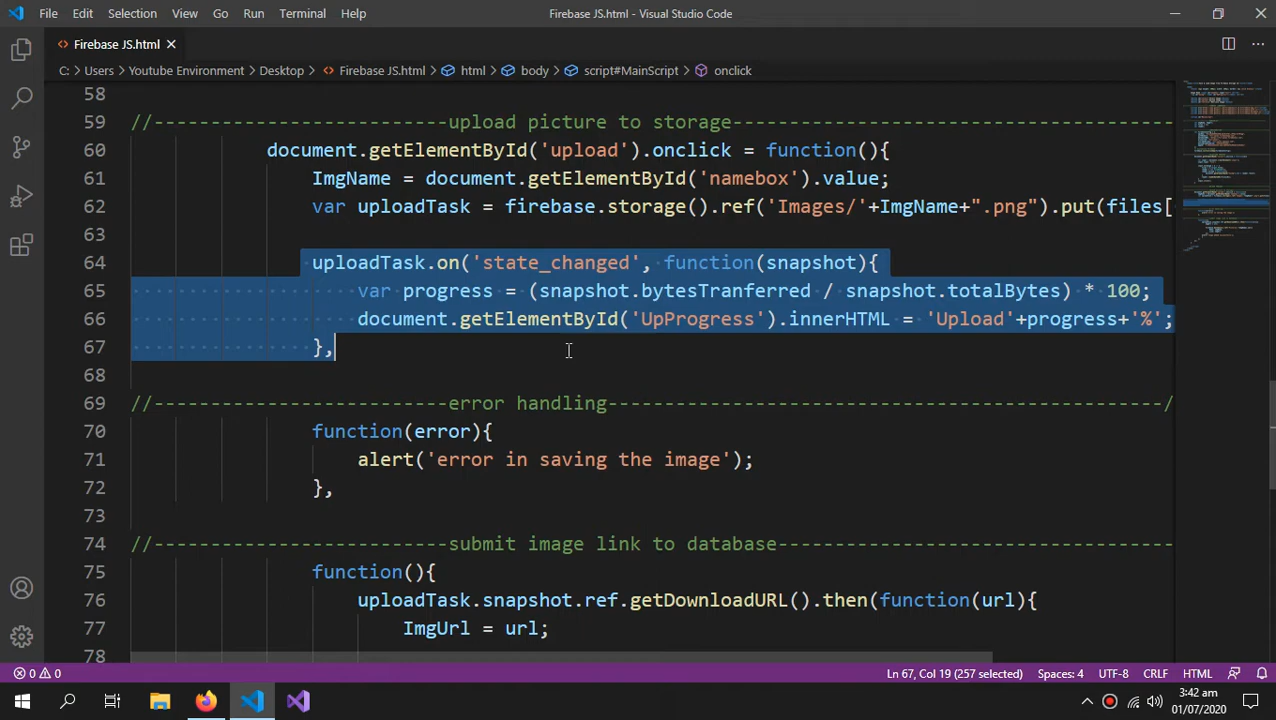 File Edit Selection View Go Run Terminal Help Firebase JS.html - Visual Studio Code
Firebase JS.html
C: > Users > Youtube Environment > Desktop > Firebase JS.html > html > body > script#MainScript > onclick
58
59 //--------------------------upload picture to storage---------------------------------------
60 document.getElementById('upload').onclick = function(){
61 ImgName = document.getElementById('namebox').value;
62 var uploadTask = firebase.storage().ref('Images/'+ImgName+".png").put(files[
63
64 uploadTask.on('state_changed', function(snapshot){
65 var progress = (snapshot.bytesTranferred / snapshot.totalBytes) * 100;
66 document.getElementById('UpProgress').innerHTML = 'Upload'+progress+'%';
67 },
68
69 //--------------------------error handling-------------------------------------------------/
70 function(error){
71 alert('error in saving the image');
72 },
73
74 //--------------------------submit image link to database-----------------------------------
75 function(){
76 uploadTask.snapshot.ref.getDownloadURL().then(function(url){
77 ImgUrl = url;
78
0 0 Ln 67, Col 19 (257 selected) Spaces: 4 UTF-8 CRLF HTML
3:42 am
01/07/2020